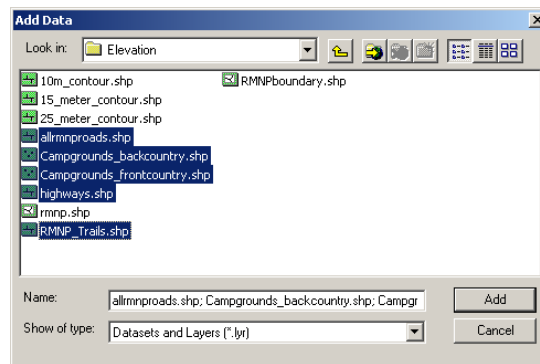 Add Data
Look in: Elevation
10m_contour.shp
15_meter_contour.shp
25_meter_contour.shp
allrmnproads.shp
Campgrounds_backcountry.shp
Campgrounds_frontcountry.shp
highways.shp
rmnp.shp
RMNP_Trails.shp
RMNPboundary.shp
Name: allrmnproads.shp; Campgrounds_backcountry.shp; Campgr
Add
Show of type: Datasets and Layers (*.lyr)
Cancel